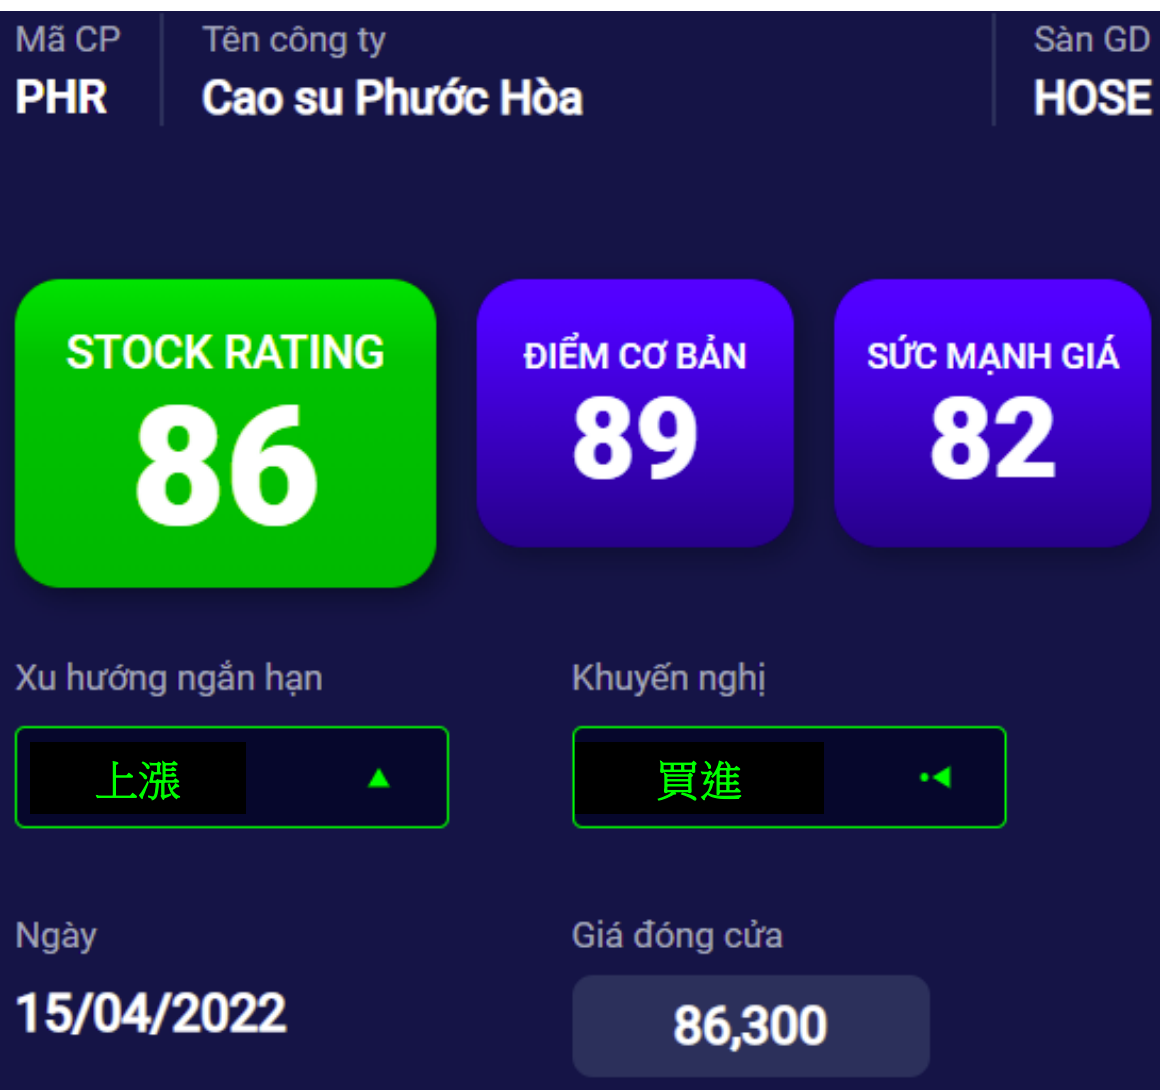 Mã CP
PHR
Tên công ty
Cao su Phước Hòa
Sàn GD
HOSE
STOCK RATING
86
ĐIỂM CƠ BẢN
89
SỨC MẠNH GIÁ
82
Xu hướng ngắn hạn
上漲
Khuyến nghị
買進
Ngày
15/04/2022
Giá đóng cửa
86,300